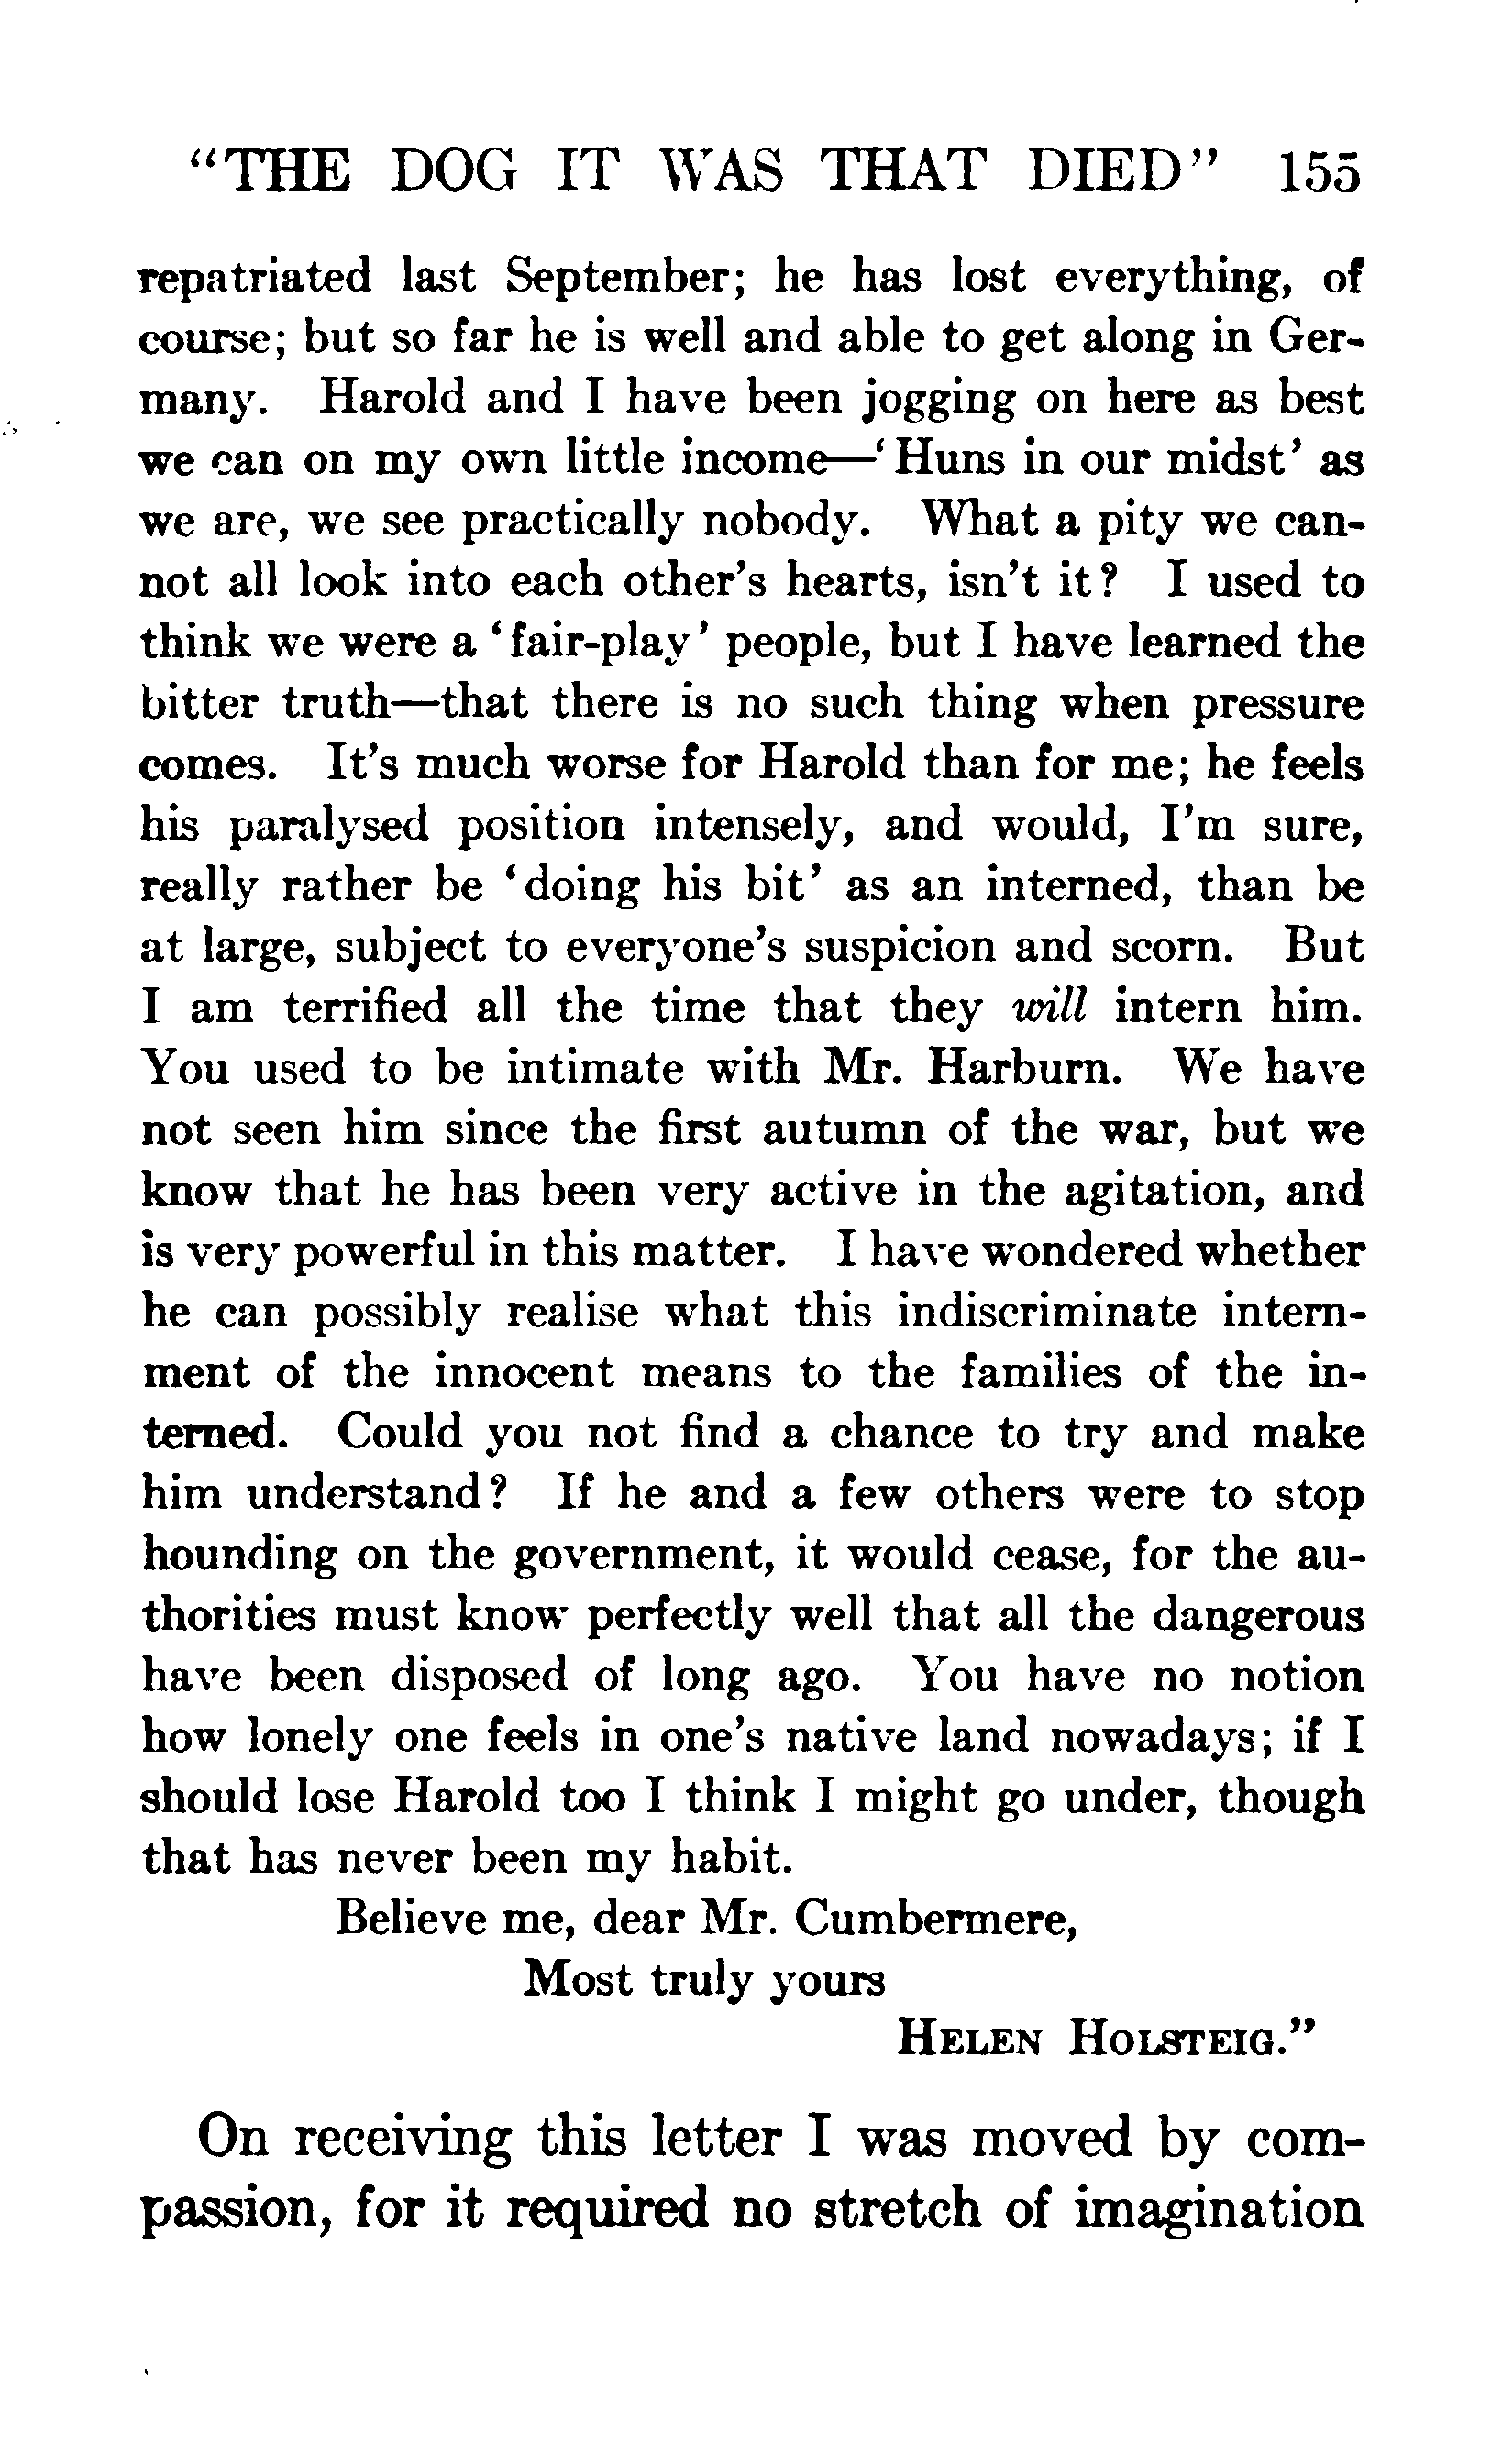 "THE DOG IT WAS THAT DIED" 155
repatriated last September; he has lost everything, of
course; but so far he is well and able to get along in Ger-
many. Harold and I have been jogging on here as best
we can on my own little income—'Huns in our midst' as
we are, we see practically nobody. What a pity we can-
not all look into each other's hearts, isn't it? I used to
think we were a 'fair-play' people, but I have learned the
bitter truth—that there is no such thing when pressure
comes. It's much worse for Harold than for me; he feels
his paralysed position intensely, and would, I'm sure,
really rather be 'doing his bit' as an interned, than be
at large, subject to everyone's suspicion and scorn. But
I am terrified all the time that they will intern him.
You used to be intimate with Mr. Harburn. We have
not seen him since the first autumn of the war, but we
know that he has been very active in the agitation, and
is very powerful in this matter. I have wondered whether
he can possibly realise what this indiscriminate intern-
ment of the innocent means to the families of the in-
terned. Could you not find a chance to try and make
him understand? If he and a few others were to stop
hounding on the government, it would cease, for the au-
thorities must know perfectly well that all the dangerous
have been disposed of long ago. You have no notion
how lonely one feels in one's native land nowadays; if I
should lose Harold too I think I might go under, though
that has never been my habit.
Believe me, dear Mr. Cumbermere,
Most truly yours
HELEN HOLSTEIG."
On receiving this letter I was moved by com-
passion, for it required no stretch of imagination